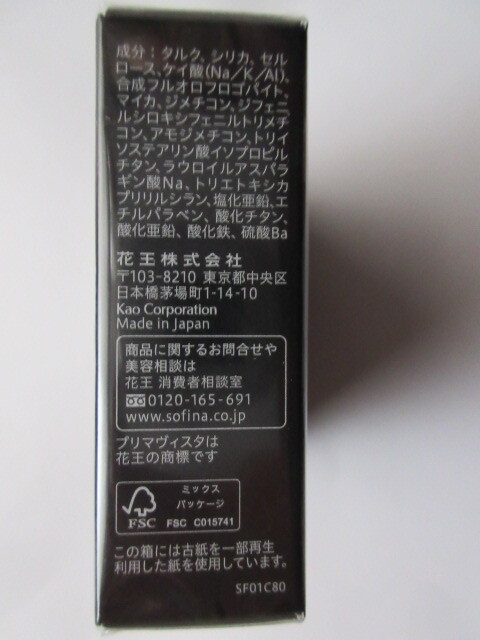 成分：タルク、シリカ、セル
ロース、ケイ酸(Na／K／Al)、
合成フルオロフロゴパイト、
マイカ、ジメチコン、ジフェニ
ルシロキシフェニルトリメチ
コン、アモジメチコン、トリイ
ソステアリン酸イソプロピル
チタン、ラウロイルアスパラ
ギン酸Na、トリエトキシカ
プリリルシラン、塩化亜鉛、エ
チルパラベン、酸化チタン、
酸化亜鉛、酸化鉄、硫酸Ba
花王株式会社
〒103-8210 東京都中央区
日本橋茅場町1-14-10
Kao Corporation
Made in Japan
商品に関するお問合せや
美容相談は
花王 消費者相談室
0120-165-691
www.sofina.co.jp
プリマヴィスタは
花王の商標です
ミックス
パッケージ
FSC FSC C015741
この箱には古紙を一部再生
利用した紙を使用しています。
SF01C80